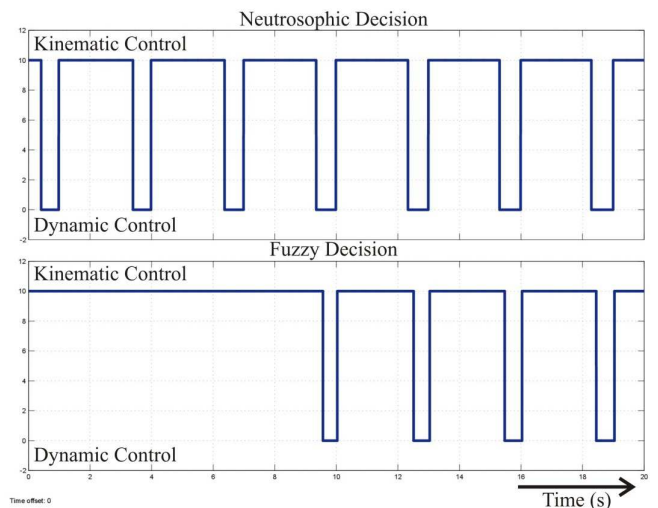 Neutrosophic Decision
12
Kinematic Control
10
8
6
4
2
0
Dynamic Control
-2
0 2 4 6 8 10 12 14 16 18 20
Fuzzy Decision
12
Kinematic Control
10
8
6
4
2
0
Dynamic Control
-2
0 2 4 6 8 10 12 14 16 18 20
Time offset: 0
Time (s)